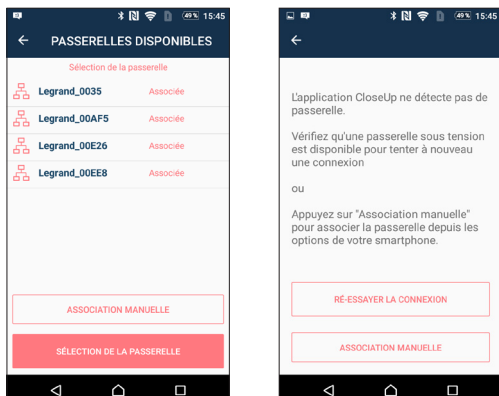 49% 15:45
PASSERELLES DISPONIBLES
Sélection de la passerelle
Legrand_0035 Associée
Legrand_00AF5 Associée
Legrand_00E26 Associée
Legrand_00EE8 Associée
ASSOCIATION MANUELLE
SÉLECTION DE LA PASSERELLE
49% 15:45
L'application CloseUp ne détecte pas de
passerelle.
Vérifiez qu'une passerelle sous tension
est disponible pour tenter à nouveau
une connexion
ou
Appuyez sur "Association manuelle"
pour associer la passerelle depuis les
options de votre smartphone.
RÉ-ESSAYER LA CONNEXION
ASSOCIATION MANUELLE